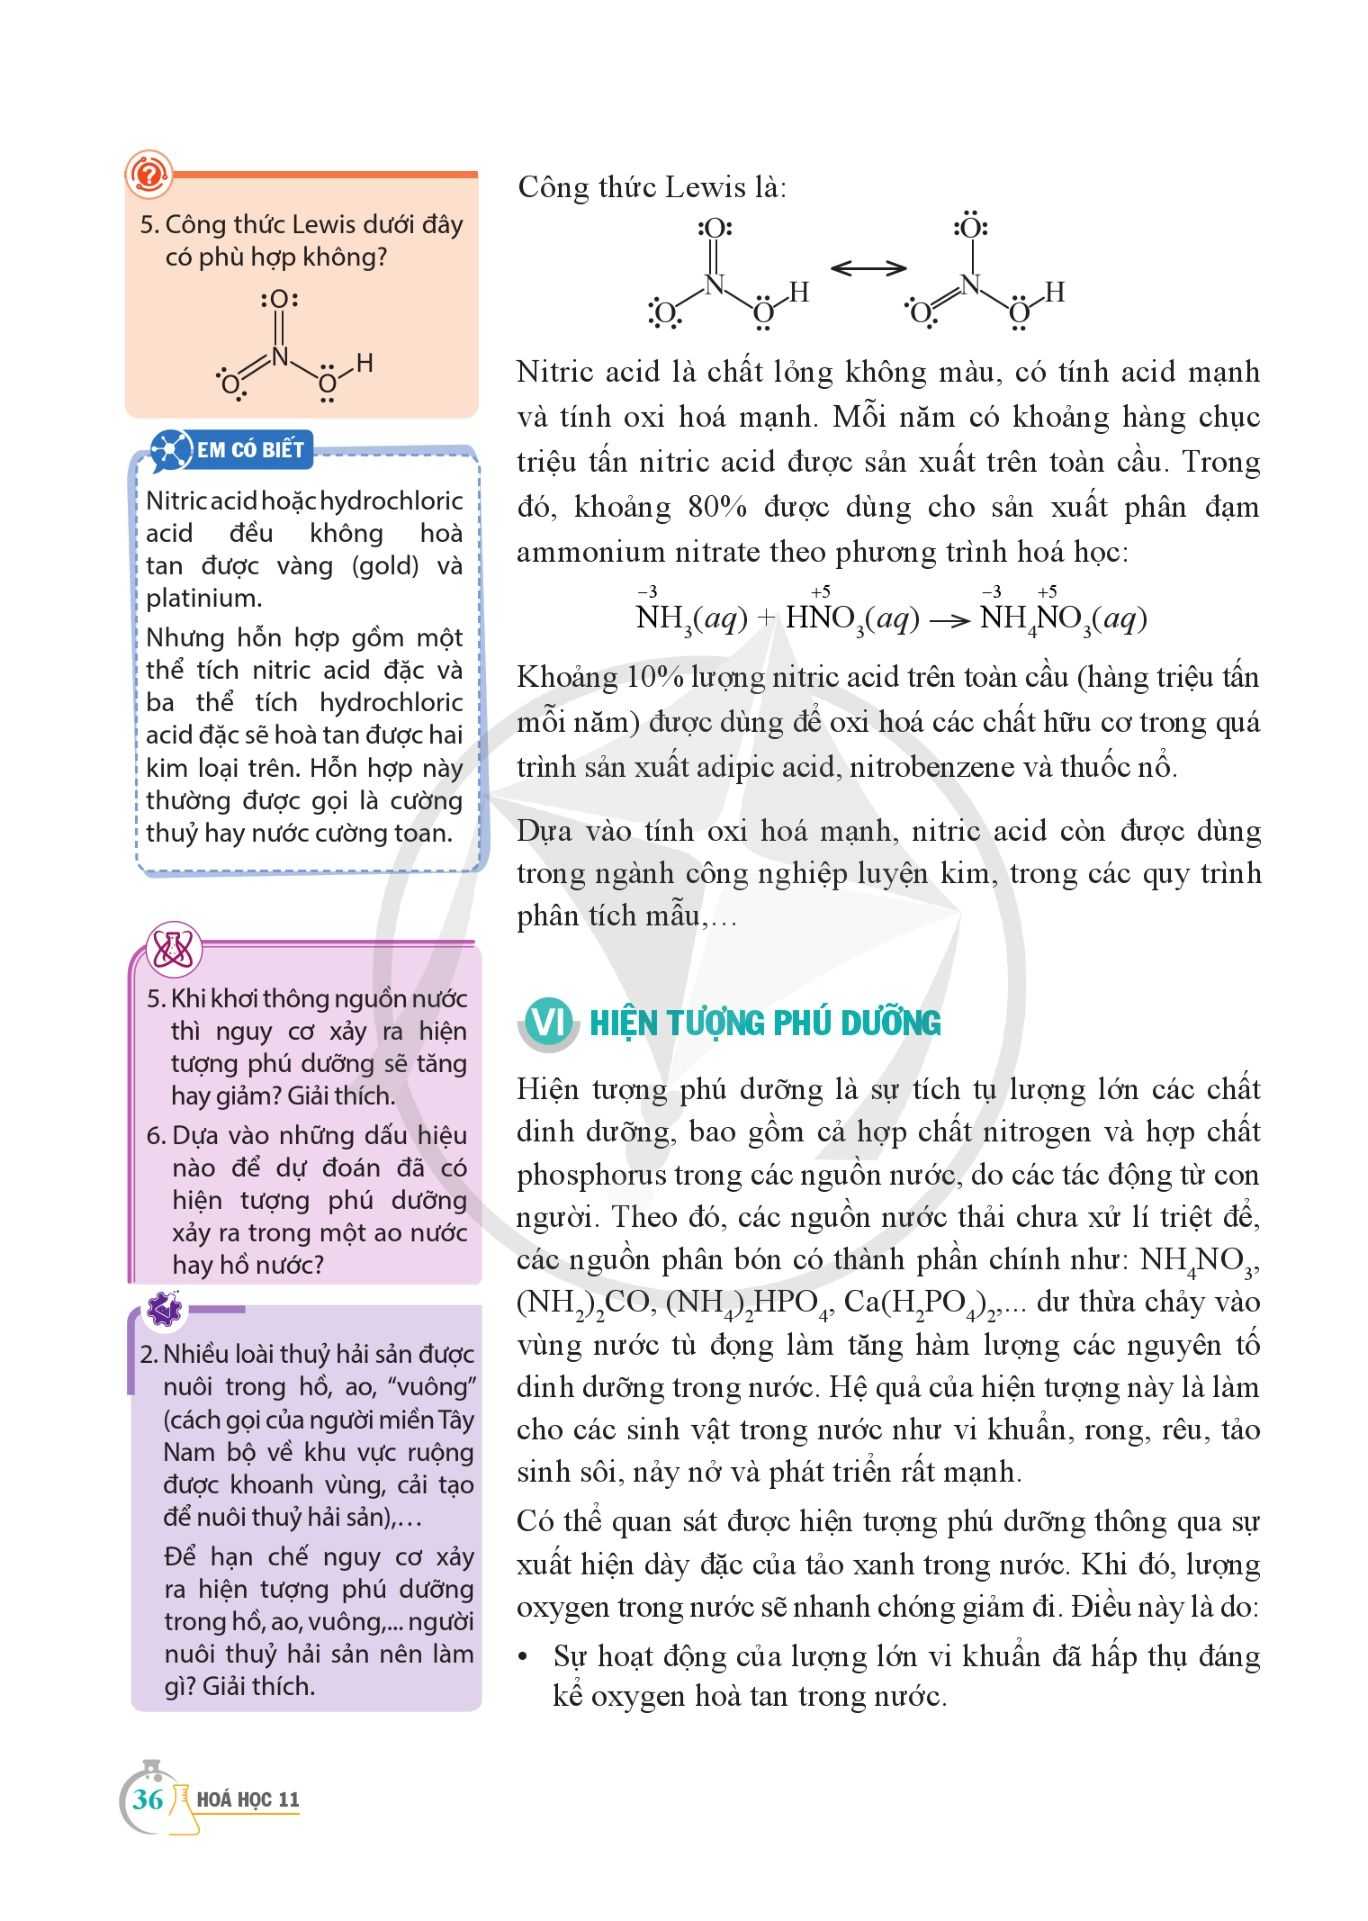 5. Công thức Lewis dưới đây
có phù hợp không?
:O:
N
O
O
H
EM CÓ BIẾT
Nitric acid hoặc hydrochloric
acid đều không hoà
tan được vàng (gold) và
platinium.
Nhưng hỗn hợp gồm một
thể tích nitric acid đặc và
ba thể tích hydrochloric
acid đặc sẽ hoà tan được hai
kim loại trên. Hỗn hợp này
thường được gọi là cường
thuỷ hay nước cường toan.
5. Khi khơi thông nguồn nước
thì nguy cơ xảy ra hiện
tượng phú dưỡng sẽ tăng
hay giảm? Giải thích.
6. Dựa vào những dấu hiệu
nào để dự đoán đã có
hiện tượng phú dưỡng
xảy ra trong một ao nước
hay hồ nước?
2. Nhiều loài thuỷ hải sản được
nuôi trong hồ, ao, “vuông”
(cách gọi của người miền Tây
Nam bộ về khu vực ruộng
được khoanh vùng, cải tạo
để nuôi thuỷ hải sản),…
Để hạn chế nguy cơ xảy
ra hiện tượng phú dưỡng
trong hồ, ao, vuông,... người
nuôi thuỷ hải sản nên làm
gì? Giải thích.
Công thức Lewis là:
:O:
N
O
O
H
:O:
N
O
O
H
Nitric acid là chất lỏng không màu, có tính acid mạnh
và tính oxi hoá mạnh. Mỗi năm có khoảng hàng chục
triệu tấn nitric acid được sản xuất trên toàn cầu. Trong
đó, khoảng 80% được dùng cho sản xuất phân đạm
ammonium nitrate theo phương trình hoá học:
−3 +5 −3 +5
NH₃(aq) + HNO₃(aq) → NH₄NO₃(aq)
Khoảng 10% lượng nitric acid trên toàn cầu (hàng triệu tấn
mỗi năm) được dùng để oxi hoá các chất hữu cơ trong quá
trình sản xuất adipic acid, nitrobenzene và thuốc nổ.
Dựa vào tính oxi hoá mạnh, nitric acid còn được dùng
trong ngành công nghiệp luyện kim, trong các quy trình
phân tích mẫu,…
VI HIỆN TƯỢNG PHÚ DƯỠNG
Hiện tượng phú dưỡng là sự tích tụ lượng lớn các chất
dinh dưỡng, bao gồm cả hợp chất nitrogen và hợp chất
phosphorus trong các nguồn nước, do các tác động từ con
người. Theo đó, các nguồn nước thải chưa xử lí triệt để,
các nguồn phân bón có thành phần chính như: NH₄NO₃,
(NH₂)₂CO, (NH₄)₂HPO₄, Ca(H₂PO₄)₂,... dư thừa chảy vào
vùng nước tù đọng làm tăng hàm lượng các nguyên tố
dinh dưỡng trong nước. Hệ quả của hiện tượng này là làm
cho các sinh vật trong nước như vi khuẩn, rong, rêu, tảo
sinh sôi, nảy nở và phát triển rất mạnh.
Có thể quan sát được hiện tượng phú dưỡng thông qua sự
xuất hiện dày đặc của tảo xanh trong nước. Khi đó, lượng
oxygen trong nước sẽ nhanh chóng giảm đi. Điều này là do:
• Sự hoạt động của lượng lớn vi khuẩn đã hấp thụ đáng
kể oxygen hoà tan trong nước.
36 HOÁ HỌC 11